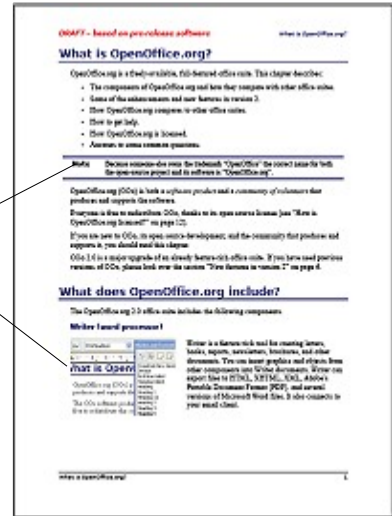 DRAFT – based on pre-release software What is OpenOffice.org?
What is OpenOffice.org?
OpenOffice.org is a freely-available, full-featured office suite. This chapter describes:
• The components of OpenOffice.org and how they compare with other office suites.
• Some of the enhancements and new features in version 2.
• How OpenOffice.org compares to other office suites.
• How to get help.
• How OpenOffice.org is licensed.
• Answers to some common questions.
Note: Because someone else owns the trademark "OpenOffice" the correct name for both
the open-source project and its software is "OpenOffice.org".
OpenOffice.org (OOo) is both a software product and a community of volunteers that
produces and supports the software.
Everyone is free to redistribute OOo, thanks to its open source license (see "How is
OpenOffice.org licensed?" on page 12).
If you are new to OOo, its open source development, and the community that produces and
supports it, you should read this chapter.
OOo 2.0 is a major upgrade of an already feature-rich office suite. If you have used previous
versions of OOo, please look over the section "New features in version 2" on page 6.
What does OpenOffice.org include?
The OpenOffice.org 2.0 office suite includes the following components.
Writer (word processor)
What is Open
Writer is a feature-rich tool for creating letters,
books, reports, newsletters, brochures, and other
documents. You can insert graphics and objects from
other components into Writer documents. Writer can
export files to HTML, XHTML, XML, Adobe's
Portable Document Format (PDF), and several
versions of Microsoft Word files. It also connects to
your email client.
What is OpenOffice.org? 1